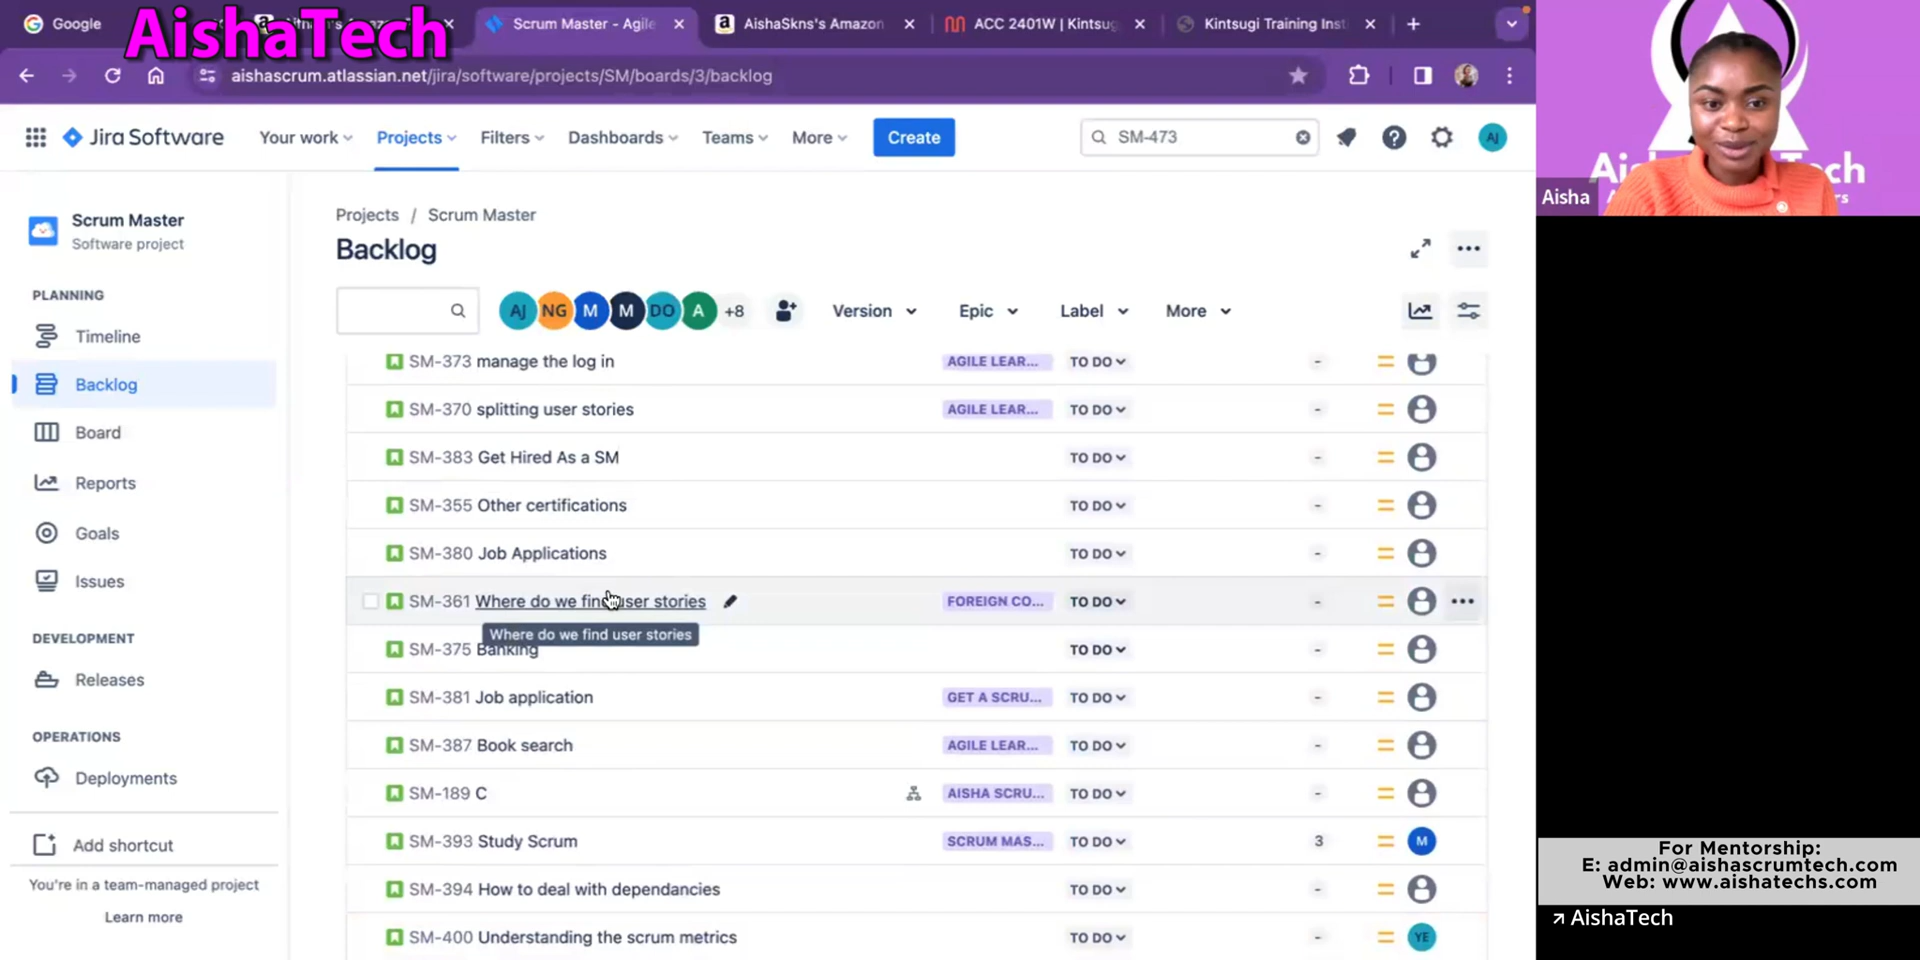 Google
AishaTech
Scrum Master - Agile
AishaSkns's Amazon
ACC 2401W | Kintsug
Kintsugi Training Inst
aishascrum.atlassian.net/jira/software/projects/SM/boards/3/backlog
Jira Software
Your work
Projects
Filters
Dashboards
Teams
More
Create
SM-473
AJ
Aisha
Scrum Master
Software project
PLANNING
Timeline
Backlog
Board
Reports
Goals
Issues
DEVELOPMENT
Releases
OPERATIONS
Deployments
Add shortcut
You're in a team-managed project
Learn more
Projects / Scrum Master
Backlog
AJ NG M M DO A +8
Version
Epic
Label
More
SM-373 manage the log in AGILE LEAR... TO DO -
SM-370 splitting user stories AGILE LEAR... TO DO -
SM-383 Get Hired As a SM TO DO -
SM-355 Other certifications TO DO -
SM-380 Job Applications TO DO -
SM-361 Where do we find user stories FOREIGN CO... TO DO -
Where do we find user stories
SM-375 Banking TO DO -
SM-381 Job application GET A SCRU... TO DO -
SM-387 Book search AGILE LEAR... TO DO -
SM-189 C AISHA SCRU... TO DO -
SM-393 Study Scrum SCRUM MAS... TO DO 3 M
SM-394 How to deal with dependancies TO DO -
SM-400 Understanding the scrum metrics TO DO - YE
For Mentorship:
E: admin@aishascrumtech.com
Web: www.aishatechs.com
AishaTech